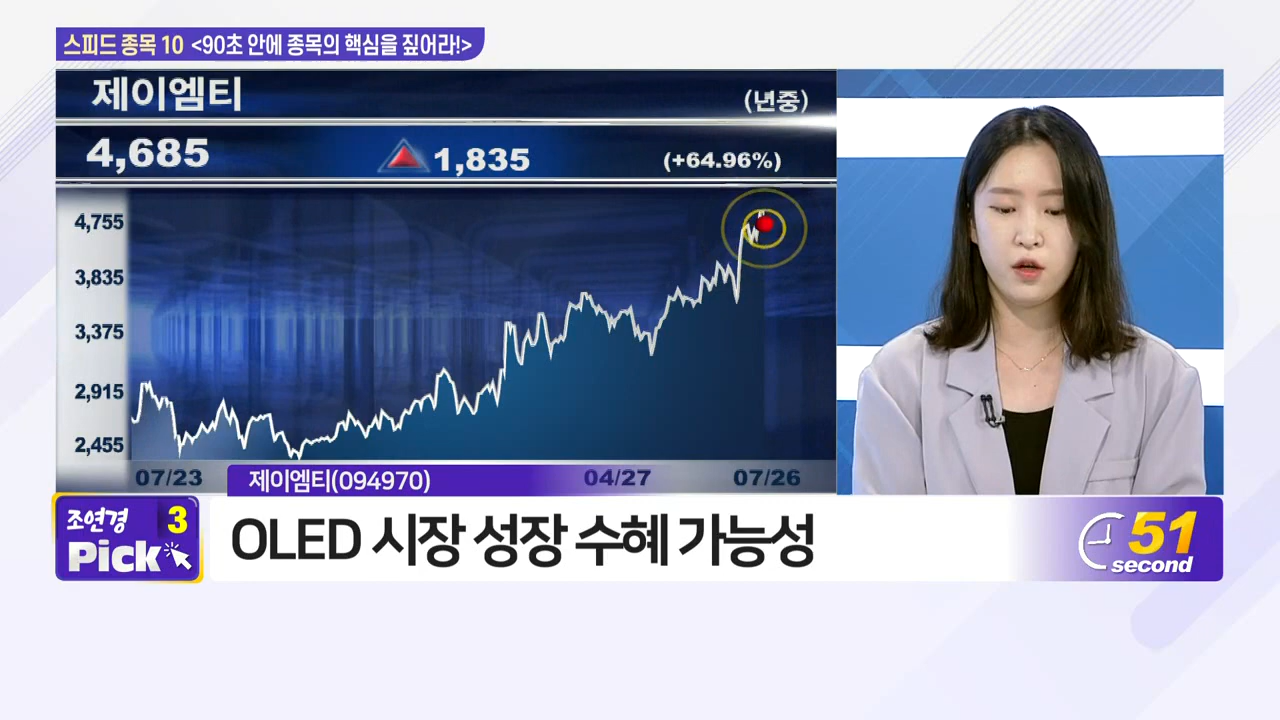 스피드 종목 10 <90초 안에 종목의 핵심을 짚어라!>
제이엠티
(년중)
4,685 ▲ 1,835 (+64.96%)
4,755
3,835
3,375
2,915
2,455
07/23 04/27 07/26
제이엠티(094970)
조연경 3
Pick
OLED 시장 성장 수혜 가능성
51
second